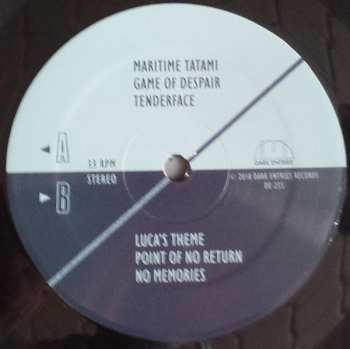 MARITIME TATAMI
GAME OF DESPAIR
TENDERFACE
A
33 RPM
STEREO
B
DARK ENTRIES
© 2018 DARK ENTRIES RECORDS
LUCA'S THEME
POINT OF NO RETURN
NO MEMORIES